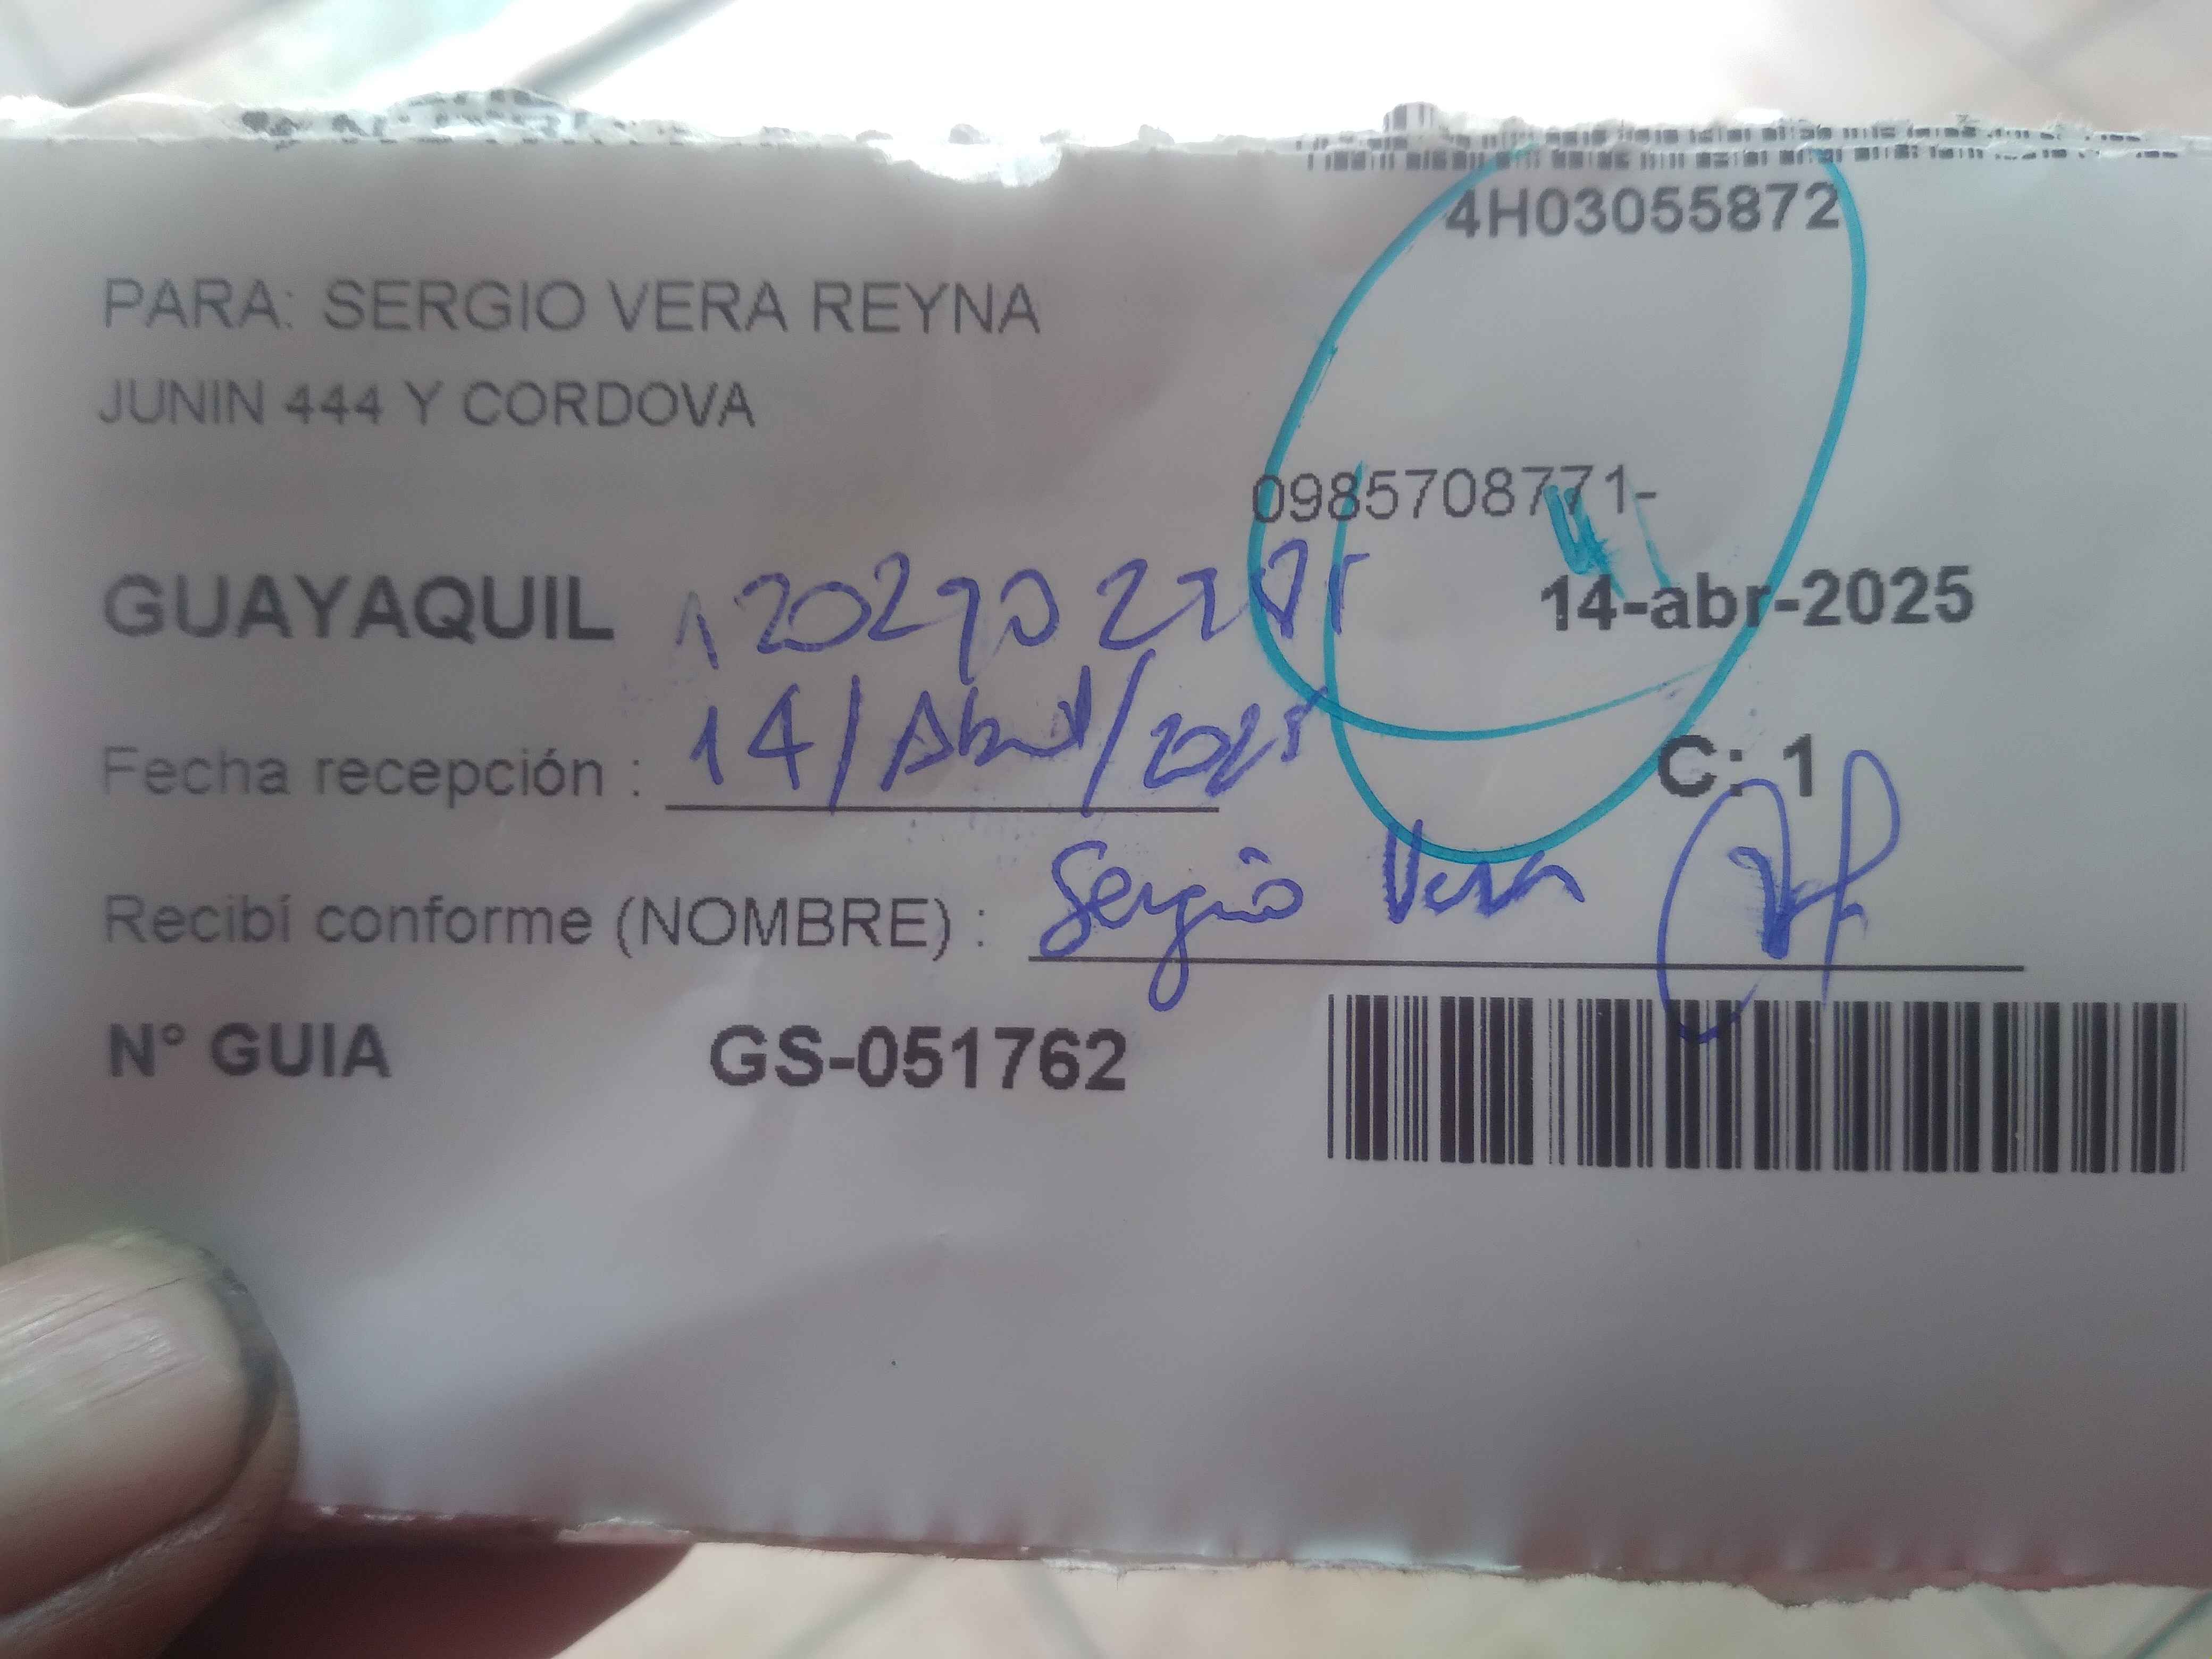 4H03055872
PARA: SERGIO VERA REYNA
JUNIN 444 Y CORDOVA
0985708771-
GUAYAQUIL
14-abr-2025
Fecha recepción : 14/Abril/2025
C: 1
Recibí conforme (NOMBRE) : Sergio Vera
N° GUIA GS-051762